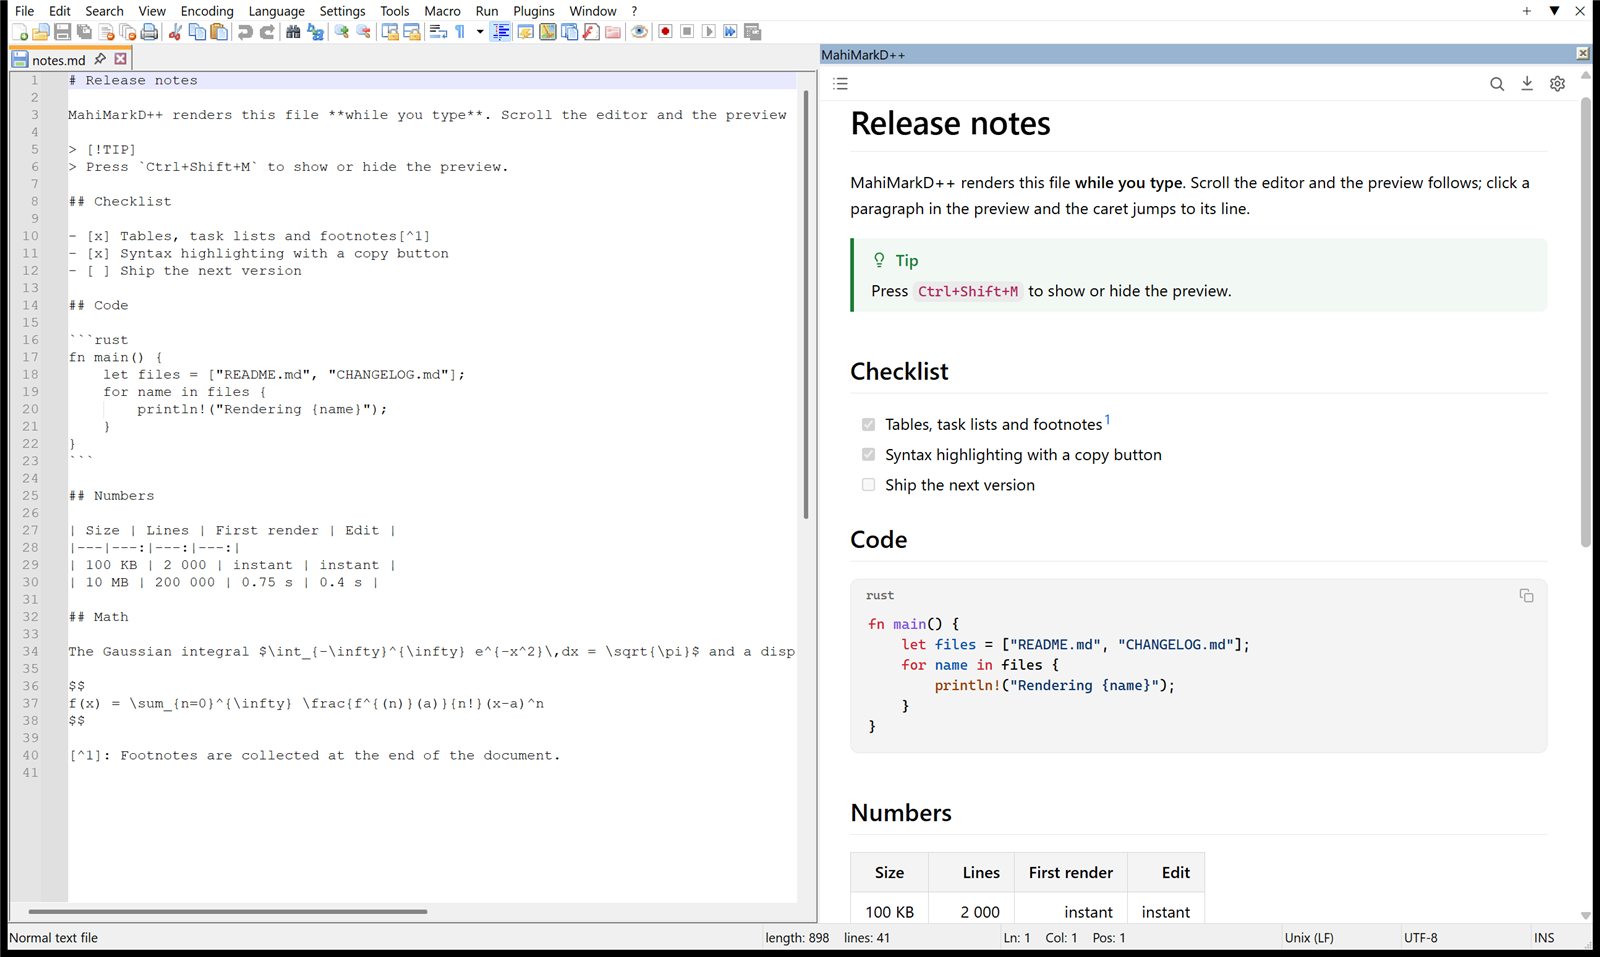 File Edit Search View Encoding Language Settings Tools Macro Run Plugins Window ?
notes.md
1 # Release notes
2
3 MahiMarkD++ renders this file **while you type**. Scroll the editor and the preview
4
5 > [!TIP]
6 > Press `Ctrl+Shift+M` to show or hide the preview.
7
8 ## Checklist
9
10 - [x] Tables, task lists and footnotes[^1]
11 - [x] Syntax highlighting with a copy button
12 - [ ] Ship the next version
13
14 ## Code
15
16 ```rust
17 fn main() {
18     let files = ["README.md", "CHANGELOG.md"];
19     for name in files {
20         println!("Rendering {name}");
21     }
22 }
23 ```
24
25 ## Numbers
26
27 | Size | Lines | First render | Edit |
28 |---|---:|---:|---:|
29 | 100 KB | 2 000 | instant | instant |
30 | 10 MB | 200 000 | 0.75 s | 0.4 s |
31
32 ## Math
33
34 The Gaussian integral $\int_{-\infty}^{\infty} e^{-x^2}\,dx = \sqrt{\pi}$ and a disp
35
36 $$
37 f(x) = \sum_{n=0}^{\infty} \frac{f^{(n)}(a)}{n!}(x-a)^n
38 $$
39
40 [^1]: Footnotes are collected at the end of the document.
41
MahiMarkD++
Release notes
MahiMarkD++ renders this file while you type. Scroll the editor and the preview follows; click a
paragraph in the preview and the caret jumps to its line.
Tip
Press Ctrl+Shift+M to show or hide the preview.
Checklist
Tables, task lists and footnotes 1
Syntax highlighting with a copy button
Ship the next version
Code
rust
fn main() {
    let files = ["README.md", "CHANGELOG.md"];
    for name in files {
        println!("Rendering {name}");
    }
}
Numbers
Size Lines First render Edit
100 KB 2 000 instant instant
Normal text file length: 898 lines: 41 Ln: 1 Col: 1 Pos: 1 Unix (LF) UTF-8 INS